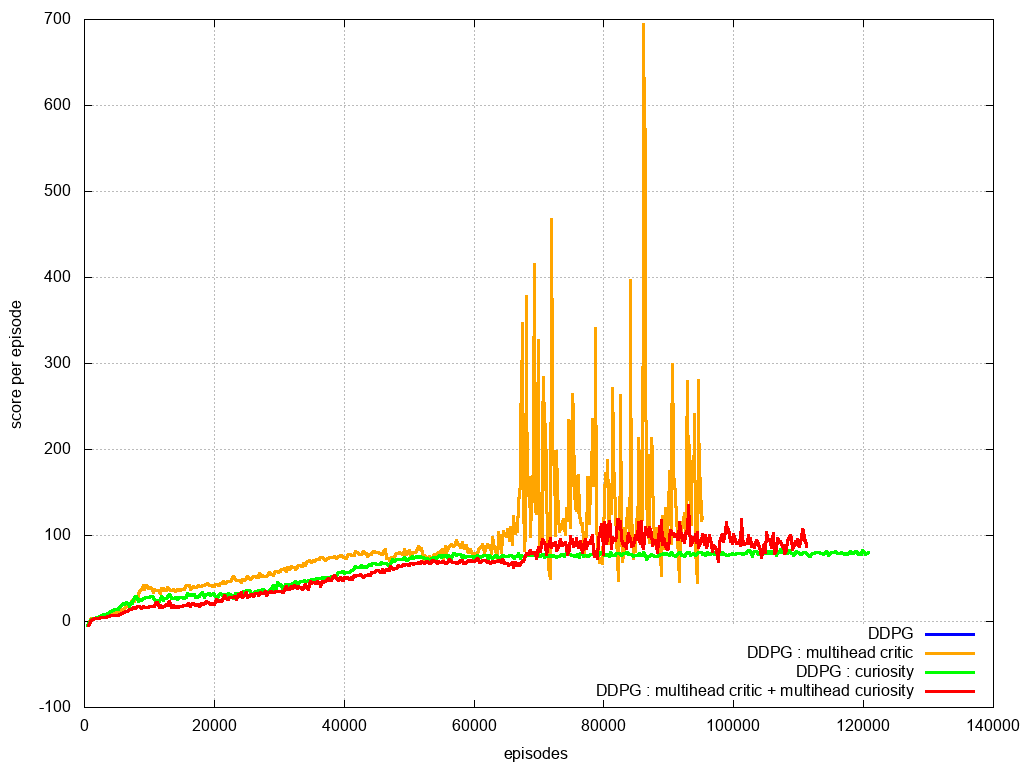 700
600
500
400
300
200
100
0
-100
score per episode
DDPG
DDPG : multihead critic
DDPG : curiosity
DDPG : multihead critic + multihead curiosity
0 20000 40000 60000 80000 100000 120000 140000
episodes